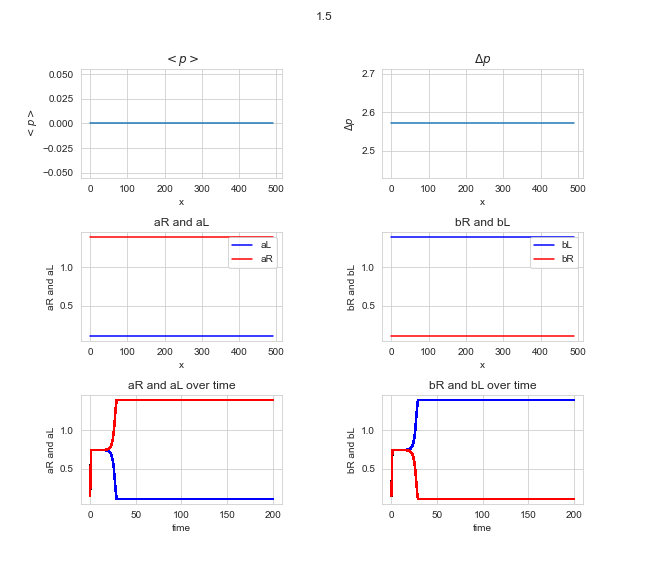 1.5
< p >
Δp
0.050
0.025
0.000
−0.025
−0.050
< p >
0 100 200 300 400 500
x
2.7
2.6
2.5
Δp
0 100 200 300 400 500
x
aR and aL
bR and bL
1.0
0.5
aR and aL
aL
aR
0 100 200 300 400 500
x
1.0
0.5
bR and bL
bL
bR
0 100 200 300 400 500
x
aR and aL over time
bR and bL over time
1.0
0.5
aR and aL
0 50 100 150 200
time
1.0
0.5
bR and bL
0 50 100 150 200
time